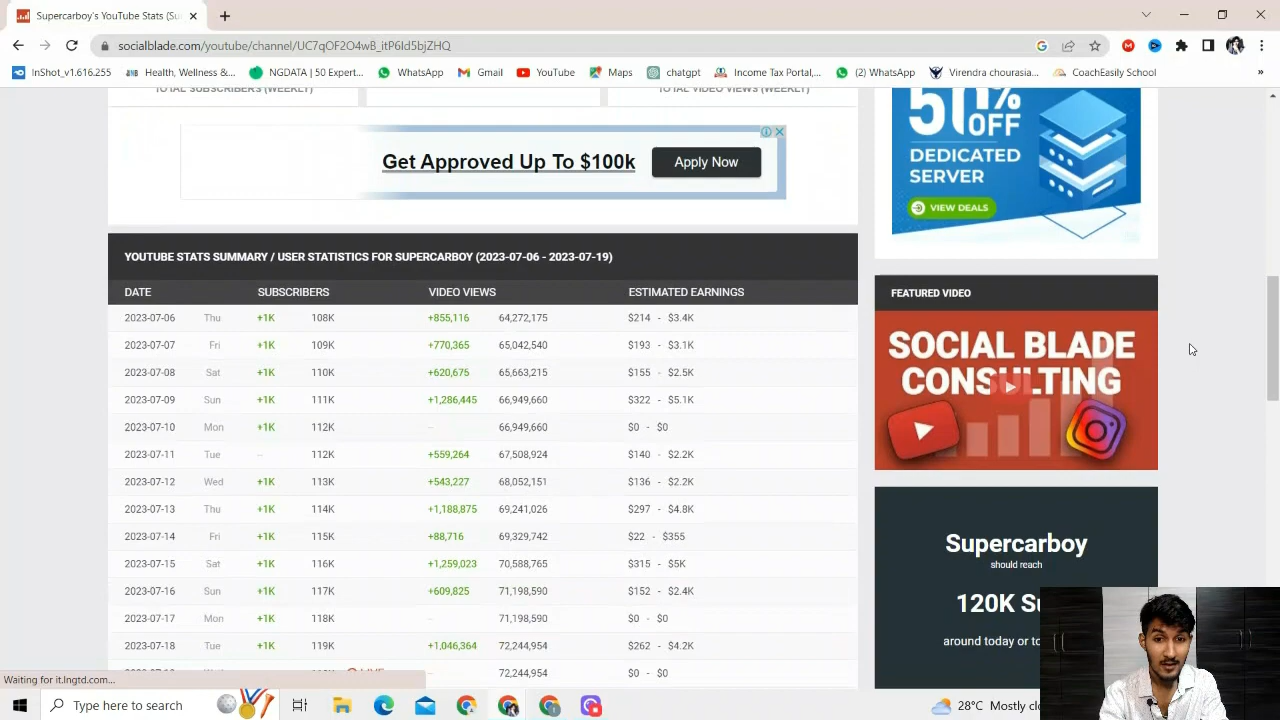 Supercarboy's YouTube Stats (Su
socialblade.com/youtube/channel/UC7qOF2O4wB_itP6Id5bjZHQ
InShot_v1.616.255
Health, Wellness &...
NGDATA | 50 Expert...
WhatsApp
Gmail
YouTube
Maps
chatgpt
Income Tax Portal,...
(2) WhatsApp
Virendra chourasia...
CoachEasily School
»
TOTAL SUBSCRIBERS (WEEKLY)
TOTAL VIDEO VIEWS (WEEKLY)
Get Approved Up To $100k
Apply Now
50% OFF
DEDICATED
SERVER
VIEW DEALS
YOUTUBE STATS SUMMARY / USER STATISTICS FOR SUPERCARBOY (2023-07-06 - 2023-07-19)
DATE SUBSCRIBERS VIDEO VIEWS ESTIMATED EARNINGS
2023-07-06 Thu +1K 108K +855,116 64,272,175 $214 - $3.4K
2023-07-07 Fri +1K 109K +770,365 65,042,540 $193 - $3.1K
2023-07-08 Sat +1K 110K +620,675 65,663,215 $155 - $2.5K
2023-07-09 Sun +1K 111K +1,286,445 66,949,660 $322 - $5.1K
2023-07-10 Mon +1K 112K -- 66,949,660 $0 - $0
2023-07-11 Tue -- 112K +559,264 67,508,924 $140 - $2.2K
2023-07-12 Wed +1K 113K +543,227 68,052,151 $136 - $2.2K
2023-07-13 Thu +1K 114K +1,188,875 69,241,026 $297 - $4.8K
2023-07-14 Fri +1K 115K +88,716 69,329,742 $22 - $355
2023-07-15 Sat +1K 116K +1,259,023 70,588,765 $315 - $5K
2023-07-16 Sun +1K 117K +609,825 71,198,590 $152 - $2.4K
2023-07-17 Mon +1K 118K -- 71,198,590 $0 - $0
2023-07-18 Tue +1K 119K +1,046,364 72,244,954 $262 - $4.2K
72,244,954 $0 - $0
FEATURED VIDEO
SOCIAL BLADE
CONSULTING
Supercarboy
should reach
120K
around today or
Waiting for it.lngtd.com...
Type here to search
28°C Mostly